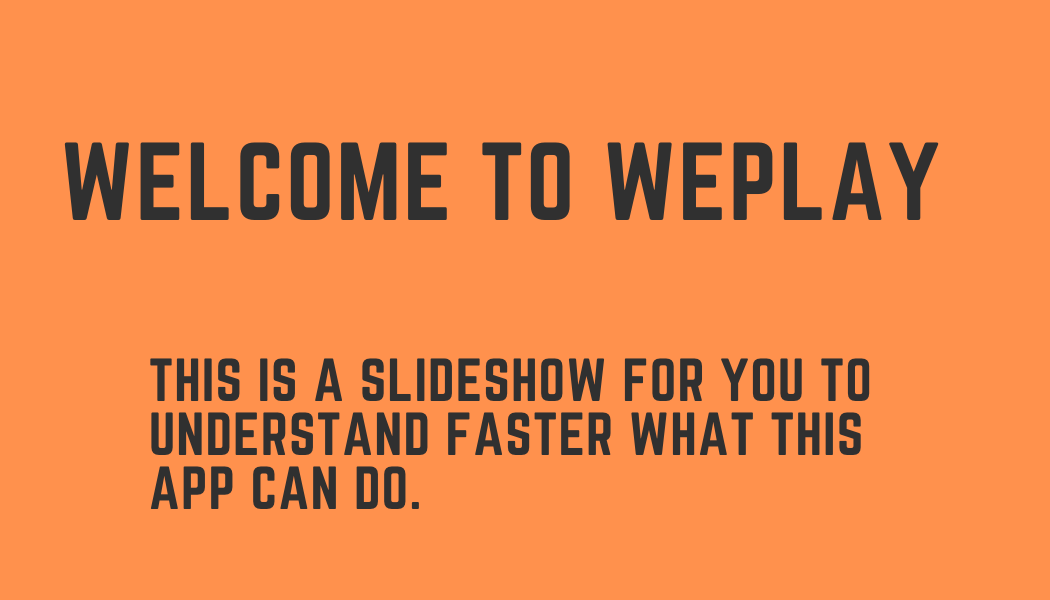 WELCOME TO WEPLAY
THIS IS A SLIDESHOW FOR YOU TO
UNDERSTAND FASTER WHAT THIS
APP CAN DO.